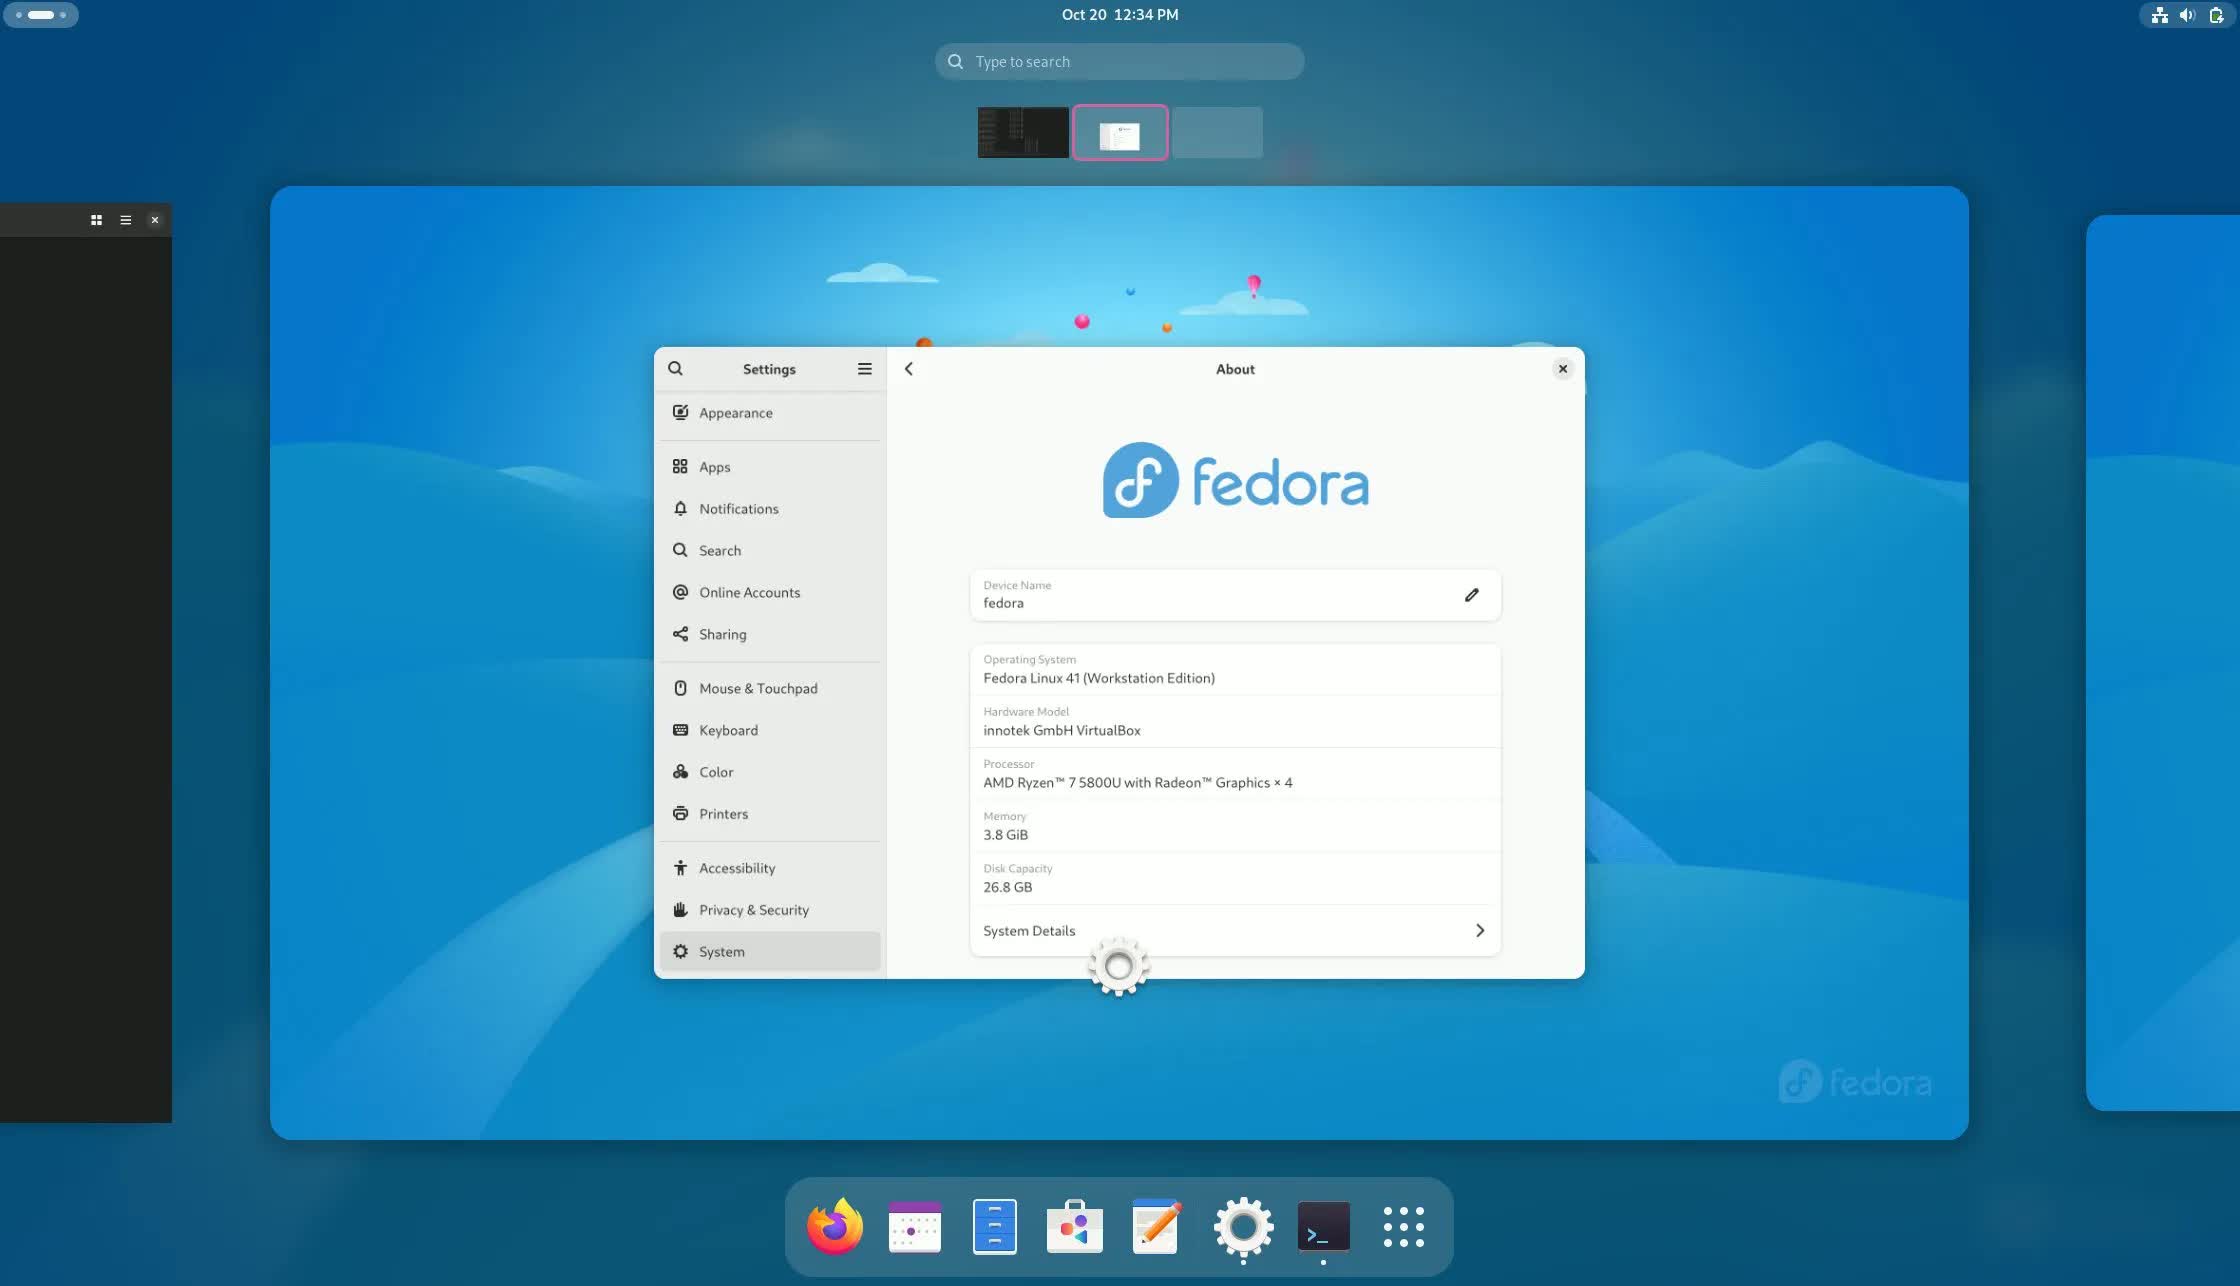 Oct 20 12:34 PM
Type to search
Settings
About
Appearance
Apps
Notifications
Search
Online Accounts
Sharing
Mouse & Touchpad
Keyboard
Color
Printers
Accessibility
Privacy & Security
System
fedora
Device Name
fedora
Operating System
Fedora Linux 41 (Workstation Edition)
Hardware Model
innotek GmbH VirtualBox
Processor
AMD Ryzen™ 7 5800U with Radeon™ Graphics × 4
Memory
3.8 GiB
Disk Capacity
26.8 GB
System Details
fedora
>_